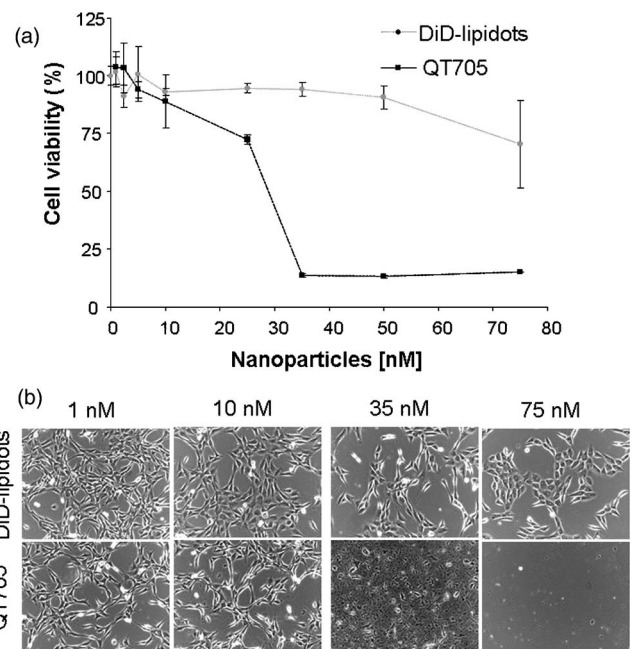 (a)
125
100
75
50
25
0
Cell viability (%)
DiD-lipidots
QT705
0 10 20 30 40 50 60 70 80
Nanoparticles [nM]
(b)
1 nM 10 nM 35 nM 75 nM
DiD-lipidots
QT705